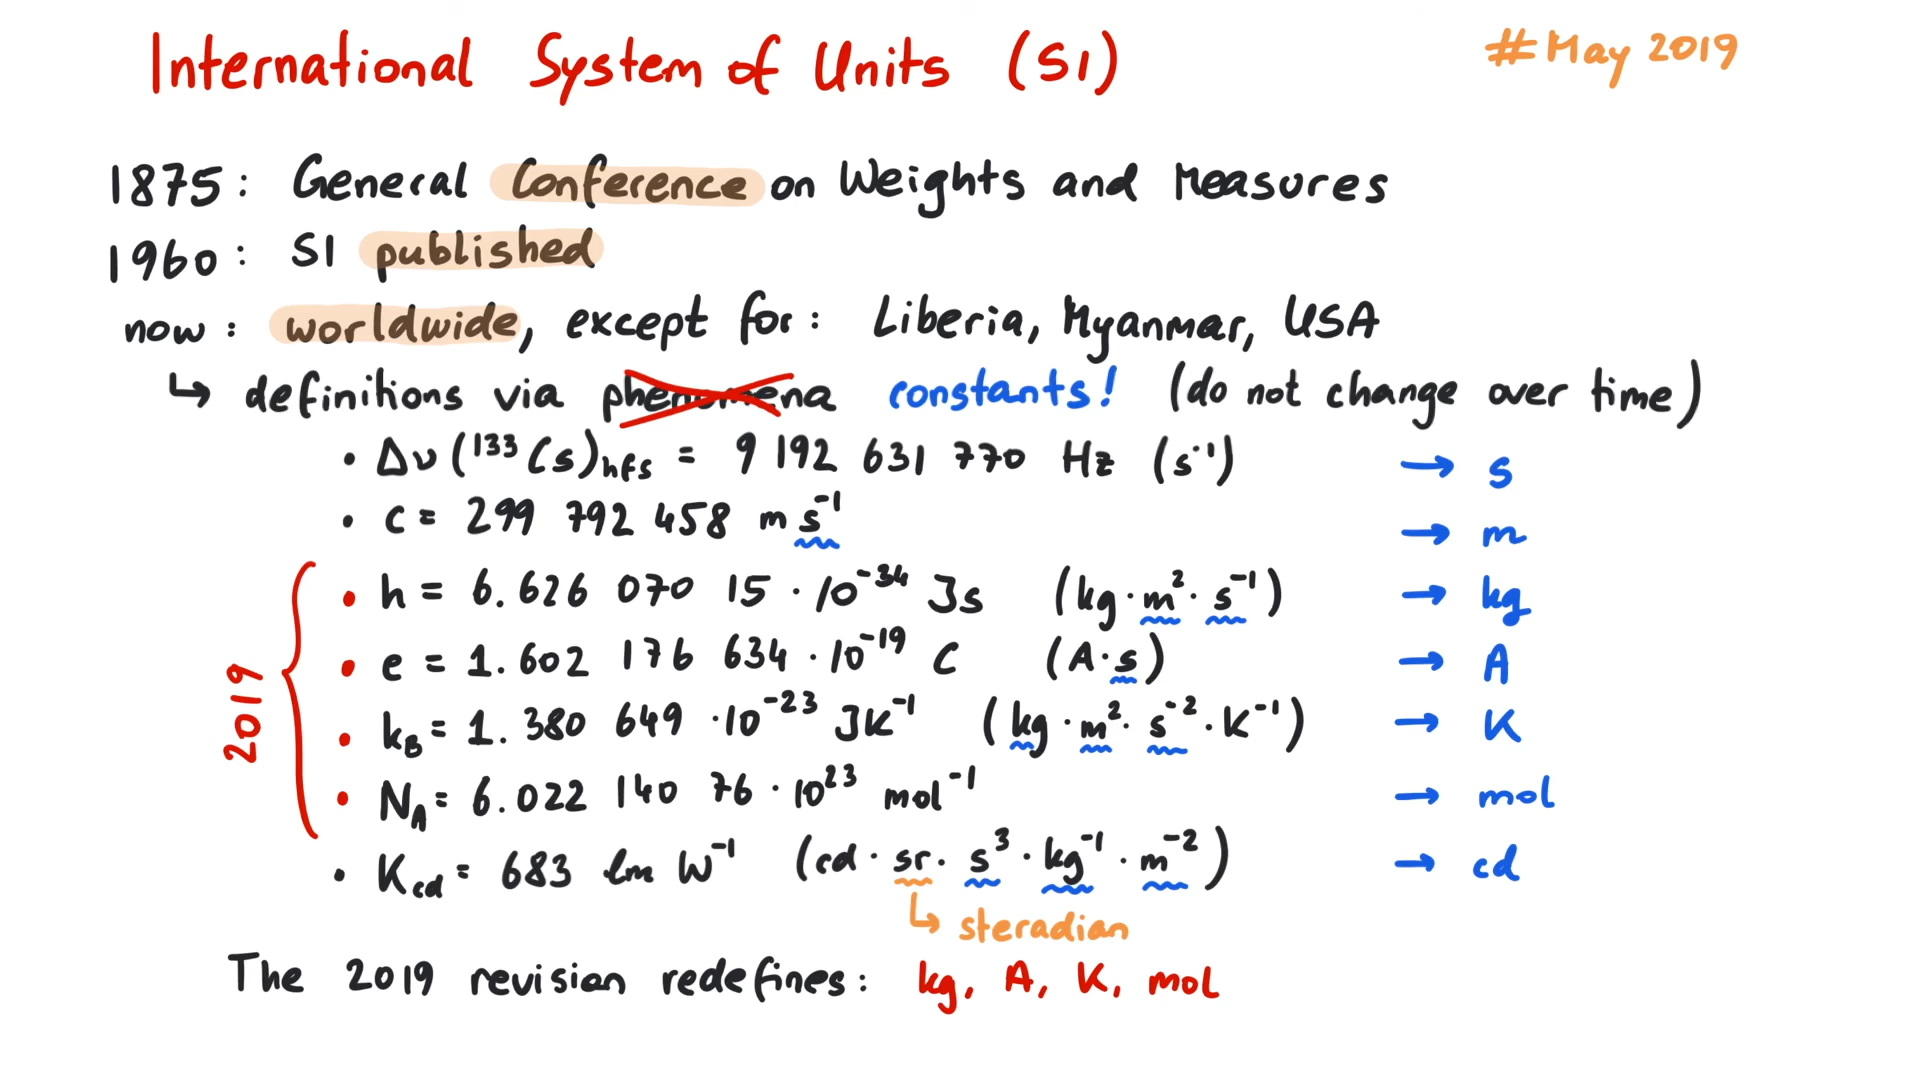 International System of Units (SI) #May 2019
1875: General Conference on Weights and Measures
1960: SI published
now: worldwide, except for: Liberia, Myanmar, USA
↳ definitions via phenomena constants! (do not change over time)
• Δν (¹³³Cs)hfs = 9 192 631 770 Hz (s⁻¹) → s
• c = 299 792 458 m s⁻¹ → m
• h = 6.626 070 15 · 10⁻³⁴ Js (kg · m² · s⁻¹) → kg
• e = 1.602 176 634 · 10⁻¹⁹ C (A · s) → A
2019
• kB = 1.380 649 · 10⁻²³ JK⁻¹ (kg · m² · s⁻² · K⁻¹) → K
• NA = 6.022 140 76 · 10²³ mol⁻¹ → mol
• Kcd = 683 lm W⁻¹ (cd · sr · s³ · kg⁻¹ · m⁻²) → cd
↳ steradian
The 2019 revision redefines: kg, A, K, mol